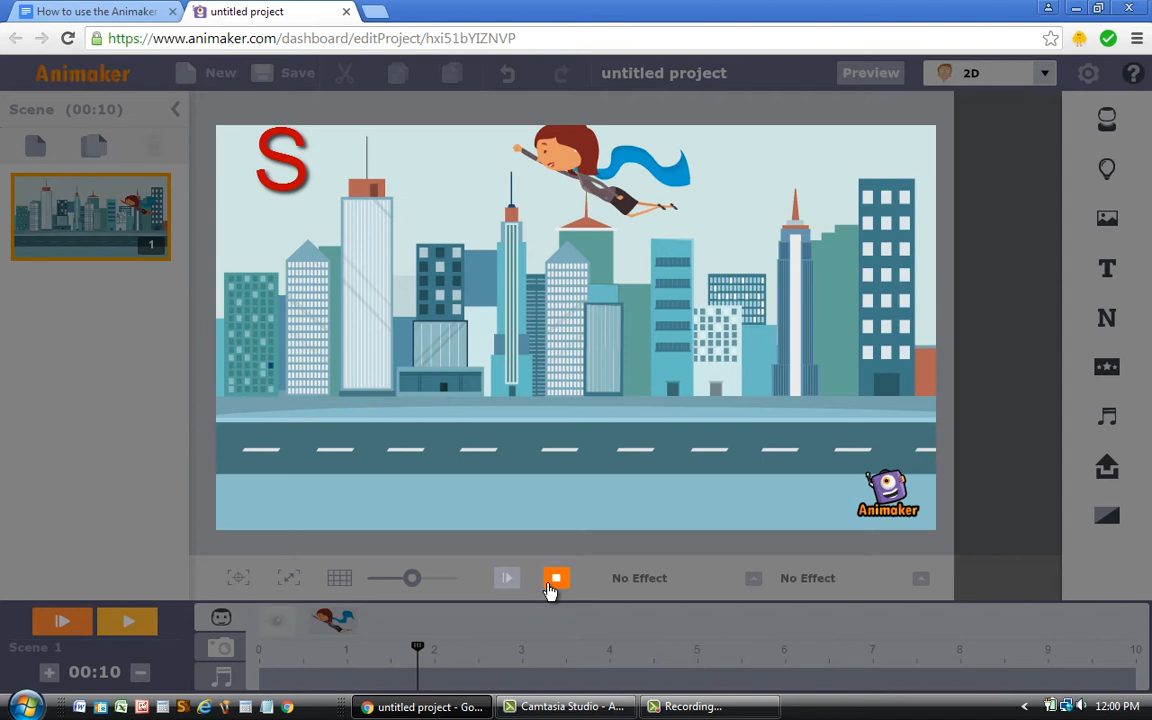 How to use the Animaker
untitled project
https://www.animaker.com/dashboard/editProject/hxi51bYIZNVP
Animaker
New
Save
untitled project
Preview
2D
Scene (00:10)
1
S
T
N
Animaker
No Effect
No Effect
Scene 1
00:10
0 1 2 3 4 5 6 7 8 9 10
untitled project - Go...
Camtasia Studio - A...
Recording...
12:00 PM